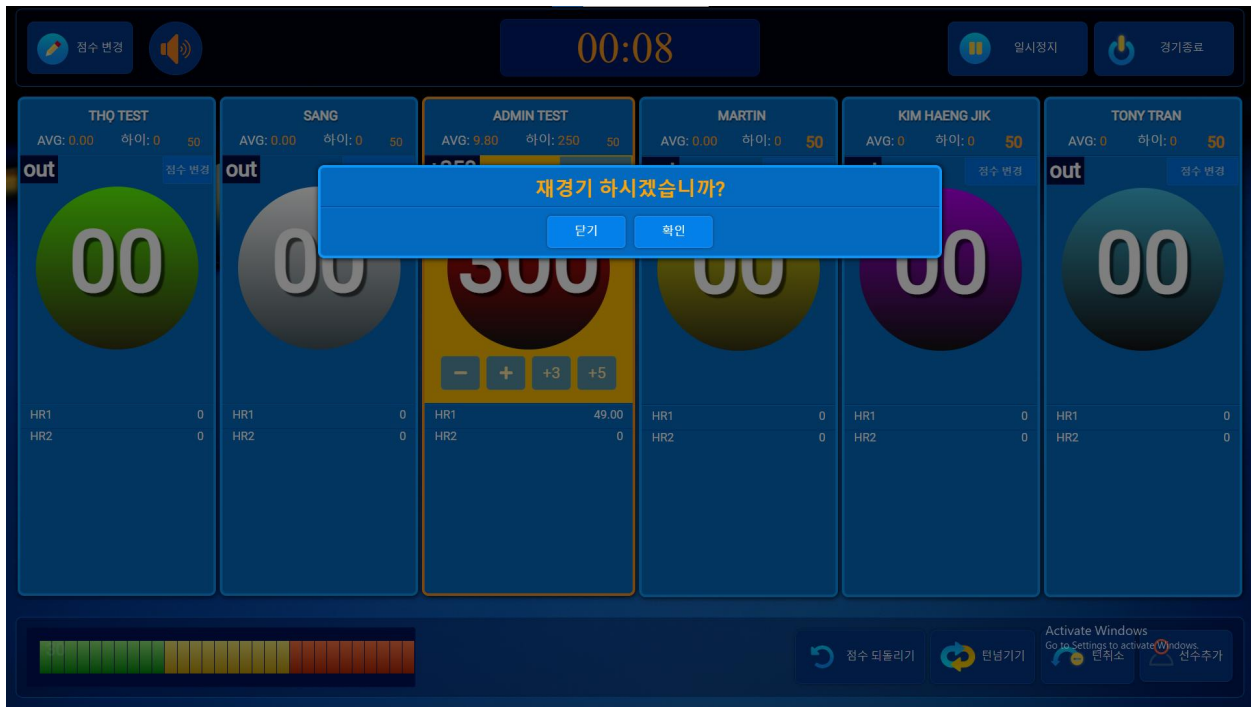 점수 변경
00:08
일시정지
경기종료
THỌ TEST
AVG: 0.00 하이: 0 50
out 점수 변경
00
HR1 0
HR2 0
SANG
AVG: 0.00 하이: 0 50
out
00
HR1 0
HR2 0
ADMIN TEST
AVG: 9.80 하이: 250 50
300
− + +3 +5
HR1 49.00
HR2 0
MARTIN
AVG: 0.00 하이: 0 50
00
HR1 0
HR2 0
KIM HAENG JIK
AVG: 0 하이: 0 50
점수 변경
00
HR1 0
HR2 0
TONY TRAN
AVG: 0 하이: 0 50
out 점수 변경
00
HR1 0
HR2 0
재경기 하시겠습니까?
닫기 확인
점수 되돌리기
턴넘기기
턴취소
선수추가
Activate Windows
Go to Settings to activate Windows.